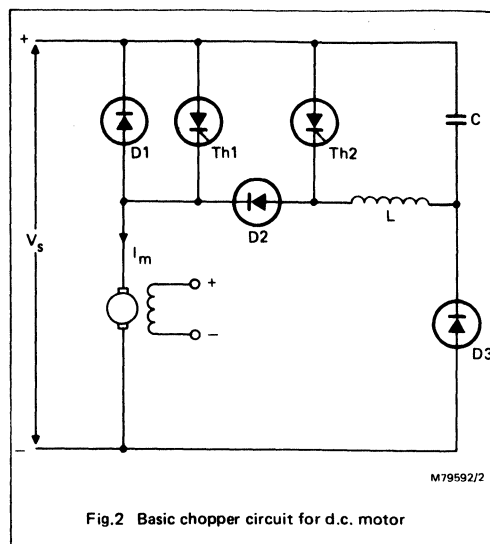 +
C
D1
Th1
Th2
D2
L
Vs
Im
+
−
D3
−
M79592/2
Fig.2 Basic chopper circuit for d.c. motor